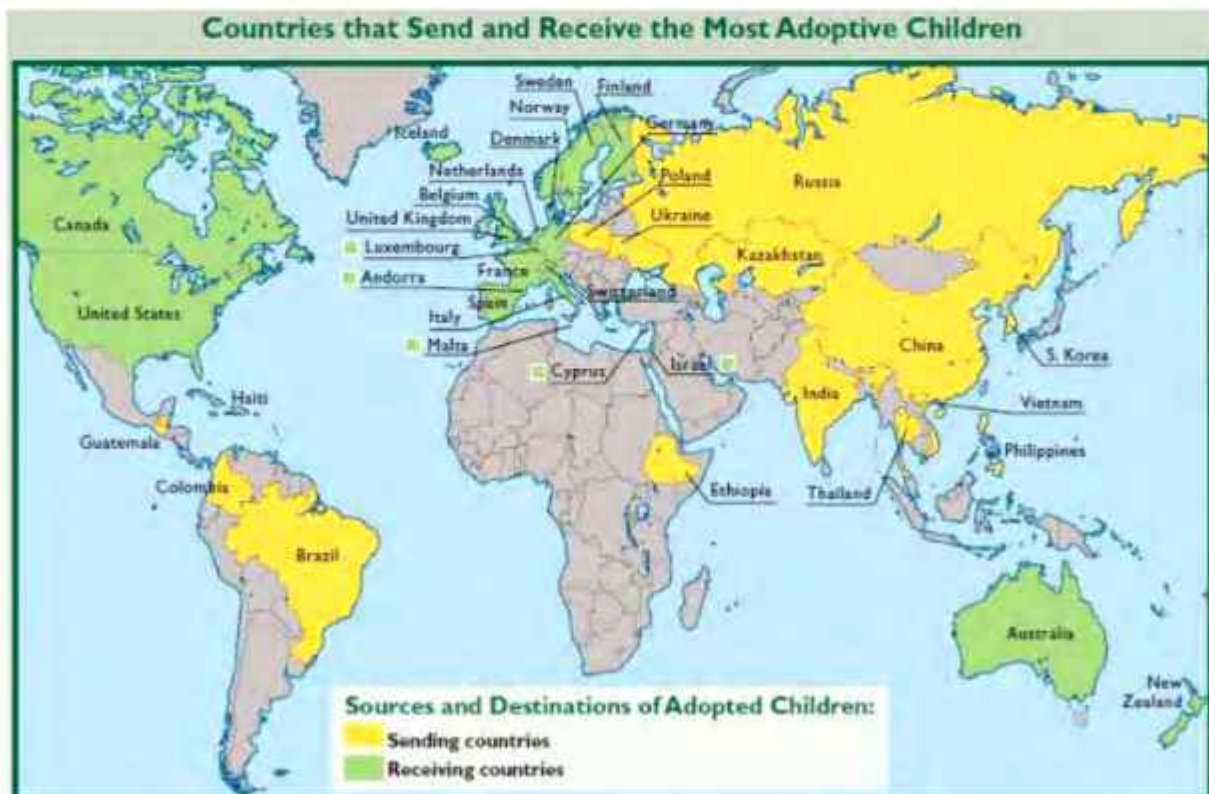 Countries that Send and Receive the Most Adoptive Children
Sweden
Finland
Norway
Iceland
Denmark
Germany
Netherlands
Poland
Belgium
Russia
Canada
United Kingdom
Ukraine
Luxembourg
Kazakhstan
Andorra
France
Switzerland
Spain
United States
Italy
Malta
China
S. Korea
Cyprus
Israel
India
Haiti
Vietnam
Guatemala
Philippines
Colombia
Ethiopia
Thailand
Brazil
Australia
New
Zealand
Sources and Destinations of Adopted Children:
Sending countries
Receiving countries